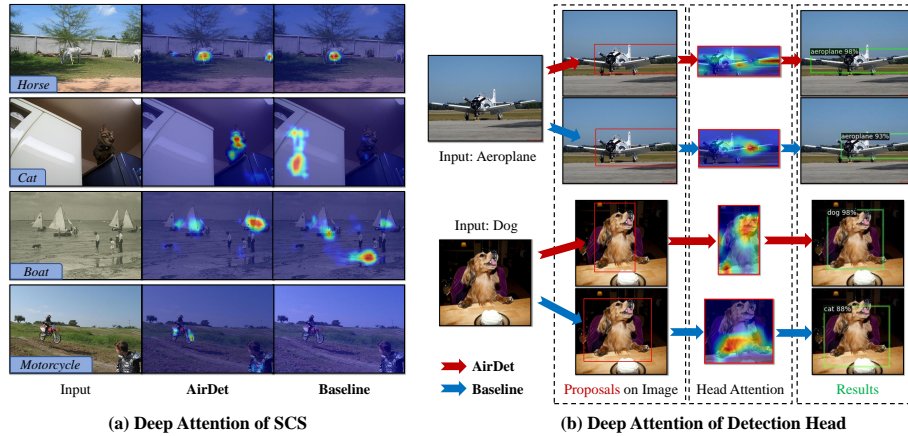 Horse
Cat
Boat
Motorcycle
Input
AirDet
Baseline
(a) Deep Attention of SCS
Input: Aeroplane
aeroplane 98%
aeroplane 93%
Input: Dog
dog 98%
cat 88%
AirDet
Baseline
Proposals on Image
Head Attention
Results
(b) Deep Attention of Detection Head